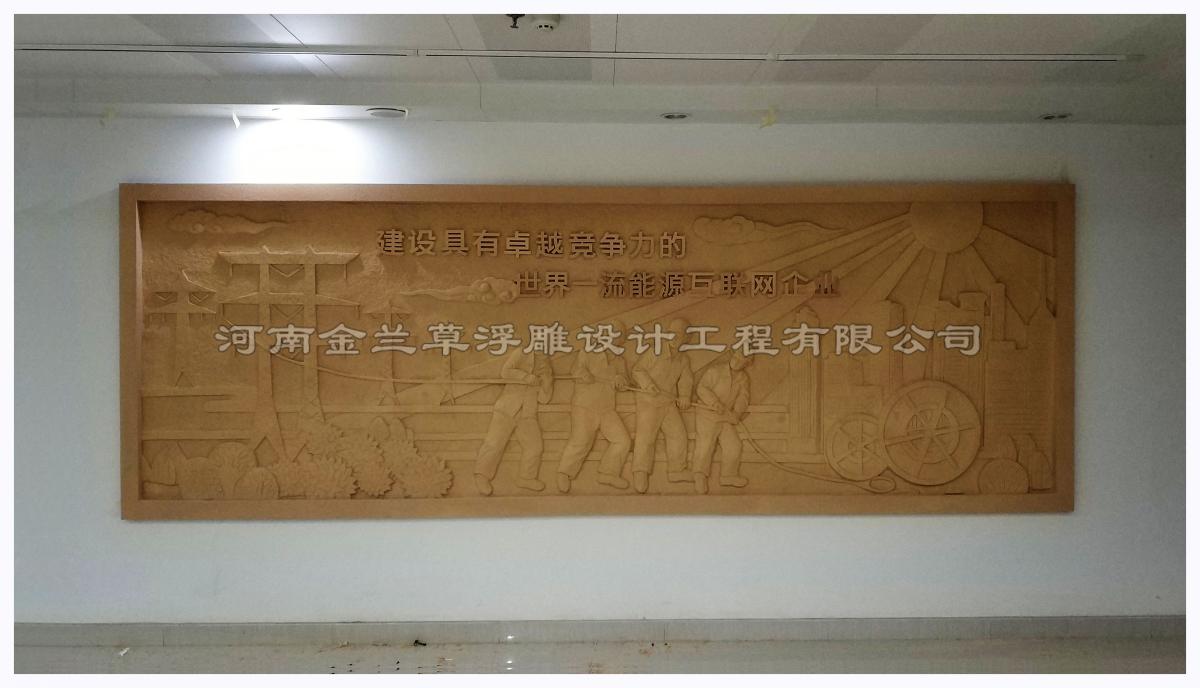 建设具有卓越竞争力的
世界一流能源互联网企业
河南金兰草浮雕设计工程有限公司